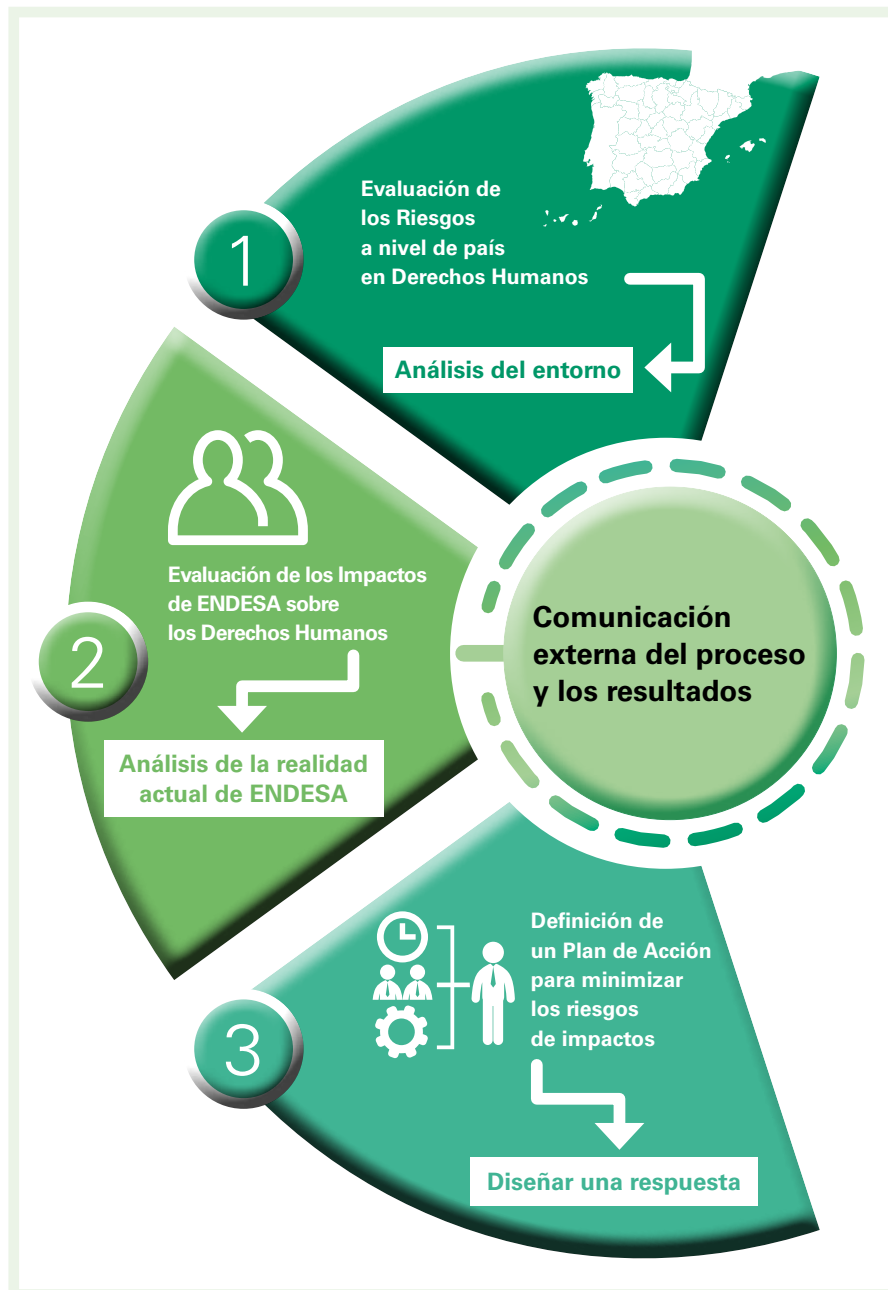 1
Evaluación de
los Riesgos
a nivel de país
en Derechos Humanos
Análisis del entorno
2
Evaluación de los Impactos
de ENDESA sobre
los Derechos Humanos
Análisis de la realidad
actual de ENDESA
Comunicación
externa del proceso
y los resultados
3
Definición de
un Plan de Acción
para minimizar
los riesgos
de impactos
Diseñar una respuesta